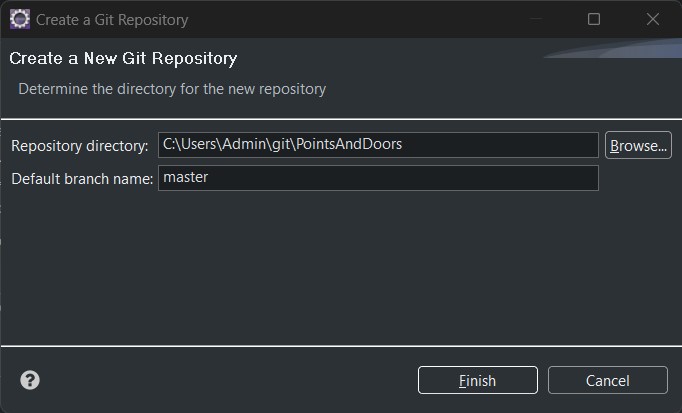 Create a Git Repository
Create a New Git Repository
Determine the directory for the new repository
Repository directory: C:\Users\Admin\git\PointsAndDoors Browse...
Default branch name: master
? Finish Cancel